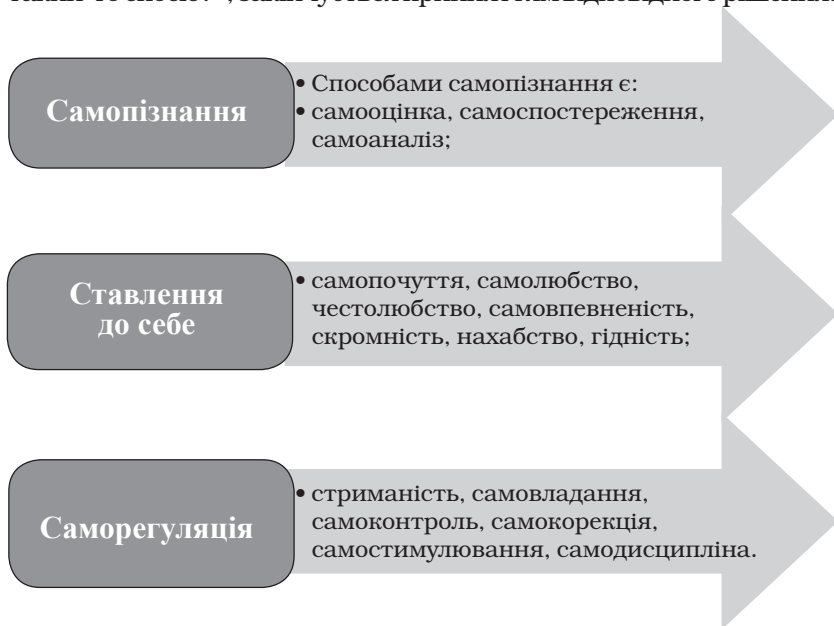 Самопізнання
• Способами самопізнання є:
• самооцінка, самоспостереження,
самоаналіз;
Ставлення
до себе
• самопочуття, самолюбство,
честолюбство, самовпевненість,
скромність, нахабство, гідність;
Саморегуляція
• стриманість, самовладання,
самоконтроль, самокорекція,
самостимулювання, самодисципліна.